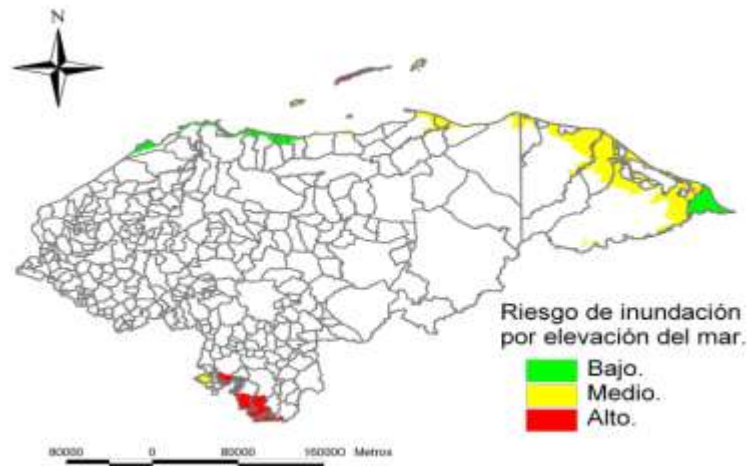 N
Riesgo de inundación
por elevación del mar.
Bajo.
Medio.
Alto.
80000 0 80000 160000 Metros